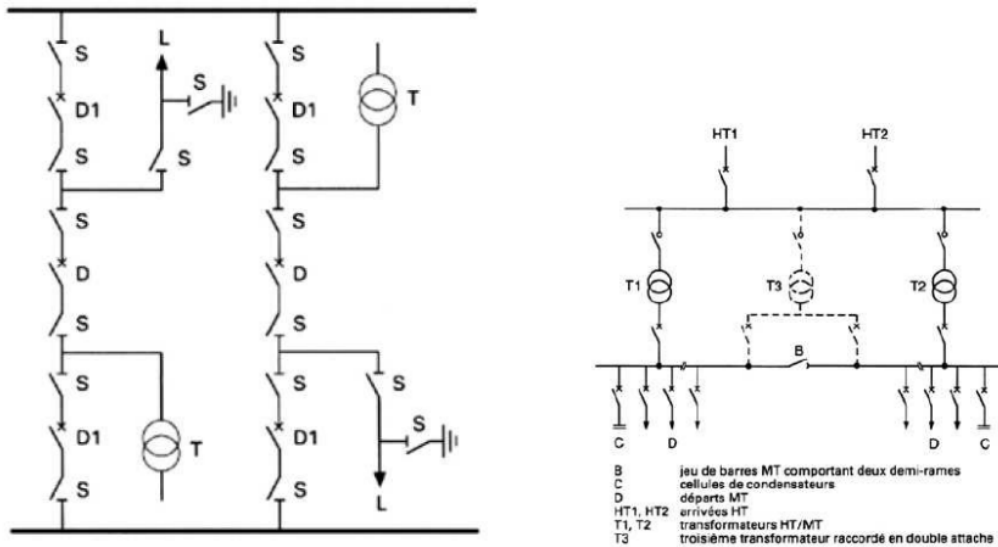 S
L
S
S
D1
D1
T
S
S
S
S
S
D
D
S
S
S
S
S
S
D1
T
D1
S
S
L
HT1
HT2
T1
T3
T2
B
C
D
D
C
B jeu de barres MT comportant deux demi-rames
C cellules de condensateurs
D départs MT
HT1, HT2 arrivées HT
T1, T2 transformateurs HT/MT
T3 troisième transformateur raccordé en double attache